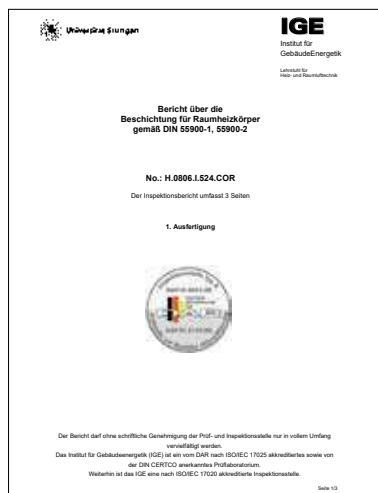 IGE
Institut für
GebäudeEnergetik
Lehrstuhl für
Heiz- und Raumlufttechnik
Bericht über die
Beschichtung für Raumheizkörper
gemäß DIN 55900-1, 55900-2
No.: H.0806.I.524.COR
Der Inspektionsbericht umfasst 3 Seiten
1. Ausfertigung
Der Bericht darf ohne schriftliche Genehmigung der Prüf- und Inspektionsstelle nur in vollem Umfang
vervielfältigt werden.
Das Institut für Gebäudeenergetik (IGE) ist ein vom DAR nach ISO/IEC 17025 akkreditiertes sowie von
der DIN CERTCO anerkanntes Prüflaboratorium.
Weiterhin ist das IGE eine nach ISO/IEC 17020 akkreditierte Inspektionsstelle.
Seite 1/3